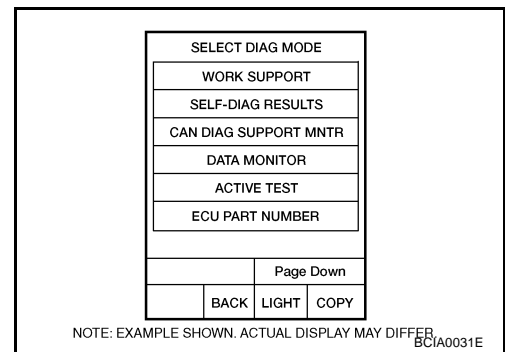 SELECT DIAG MODE
WORK SUPPORT
SELF-DIAG RESULTS
CAN DIAG SUPPORT MNTR
DATA MONITOR
ACTIVE TEST
ECU PART NUMBER
Page Down
BACK LIGHT COPY
NOTE: EXAMPLE SHOWN. ACTUAL DISPLAY MAY DIFFER.
BCIA0031E